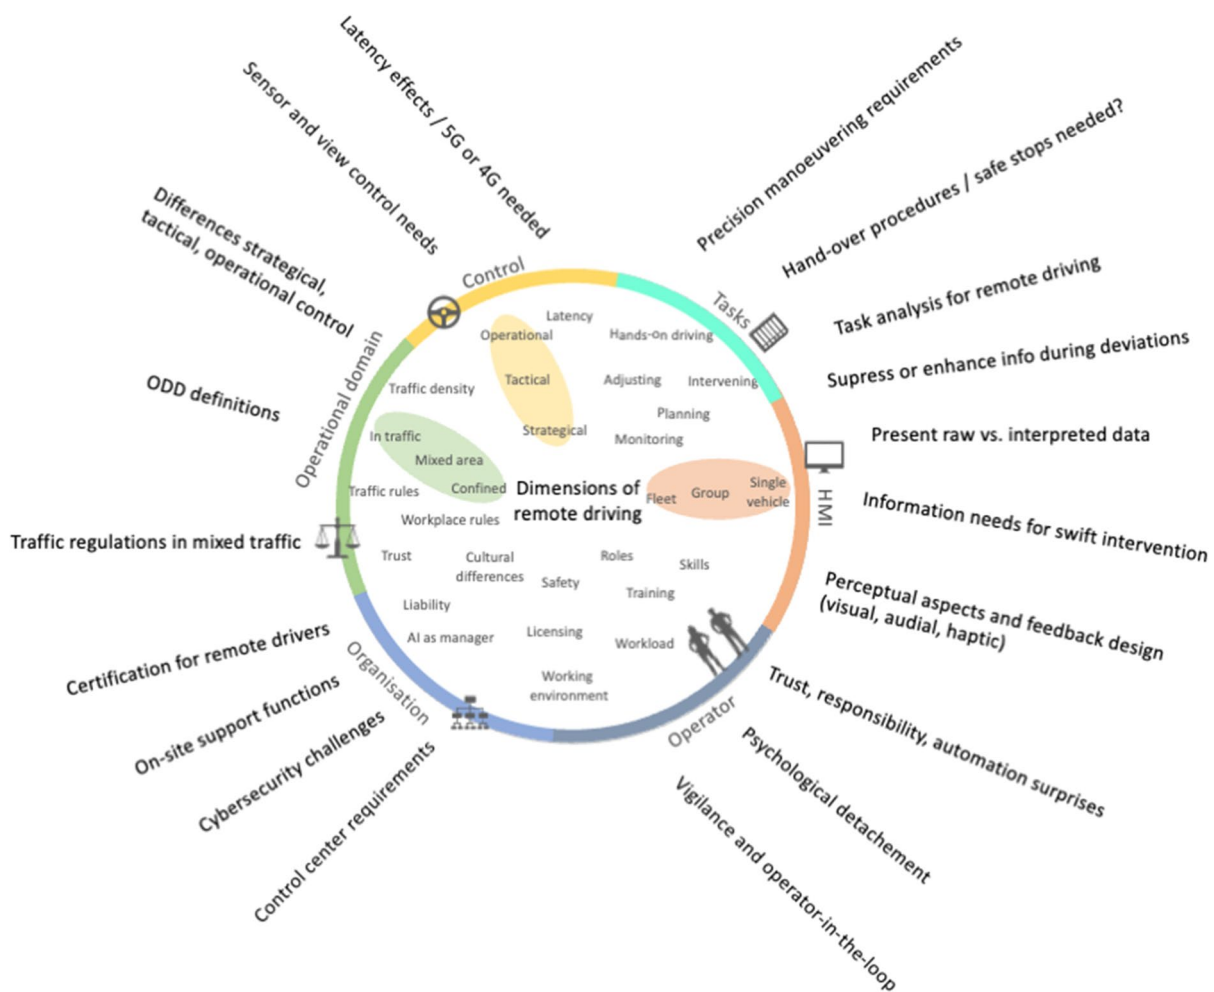 Latency effects / 5G or 4G needed
Sensor and view control needs
Differences strategical,
tactical, operational control
ODD definitions
Traffic regulations in mixed traffic
Certification for remote drivers
On-site support functions
Cybersecurity challenges
Control center requirements
Precision manoeuvering requirements
Hand-over procedures / safe stops needed?
Task analysis for remote driving
Supress or enhance info during deviations
Present raw vs. interpreted data
Information needs for swift intervention
Perceptual aspects and feedback design
(visual, audial, haptic)
Trust, responsibility, automation surprises
Psychological detachement
Vigilance and operator-in-the-loop
Control
Tasks
HMI
Operator
Organisation
Operational domain
Latency
Operational
Tactical
Strategical
Hands-on driving
Adjusting
Intervening
Planning
Monitoring
Traffic density
In traffic
Mixed area
Confined
Traffic rules
Workplace rules
Dimensions of
remote driving
Fleet
Group
Single
vehicle
Trust
Cultural
differences
Safety
Roles
Skills
Training
Liability
AI as manager
Licensing
Workload
Working
environment